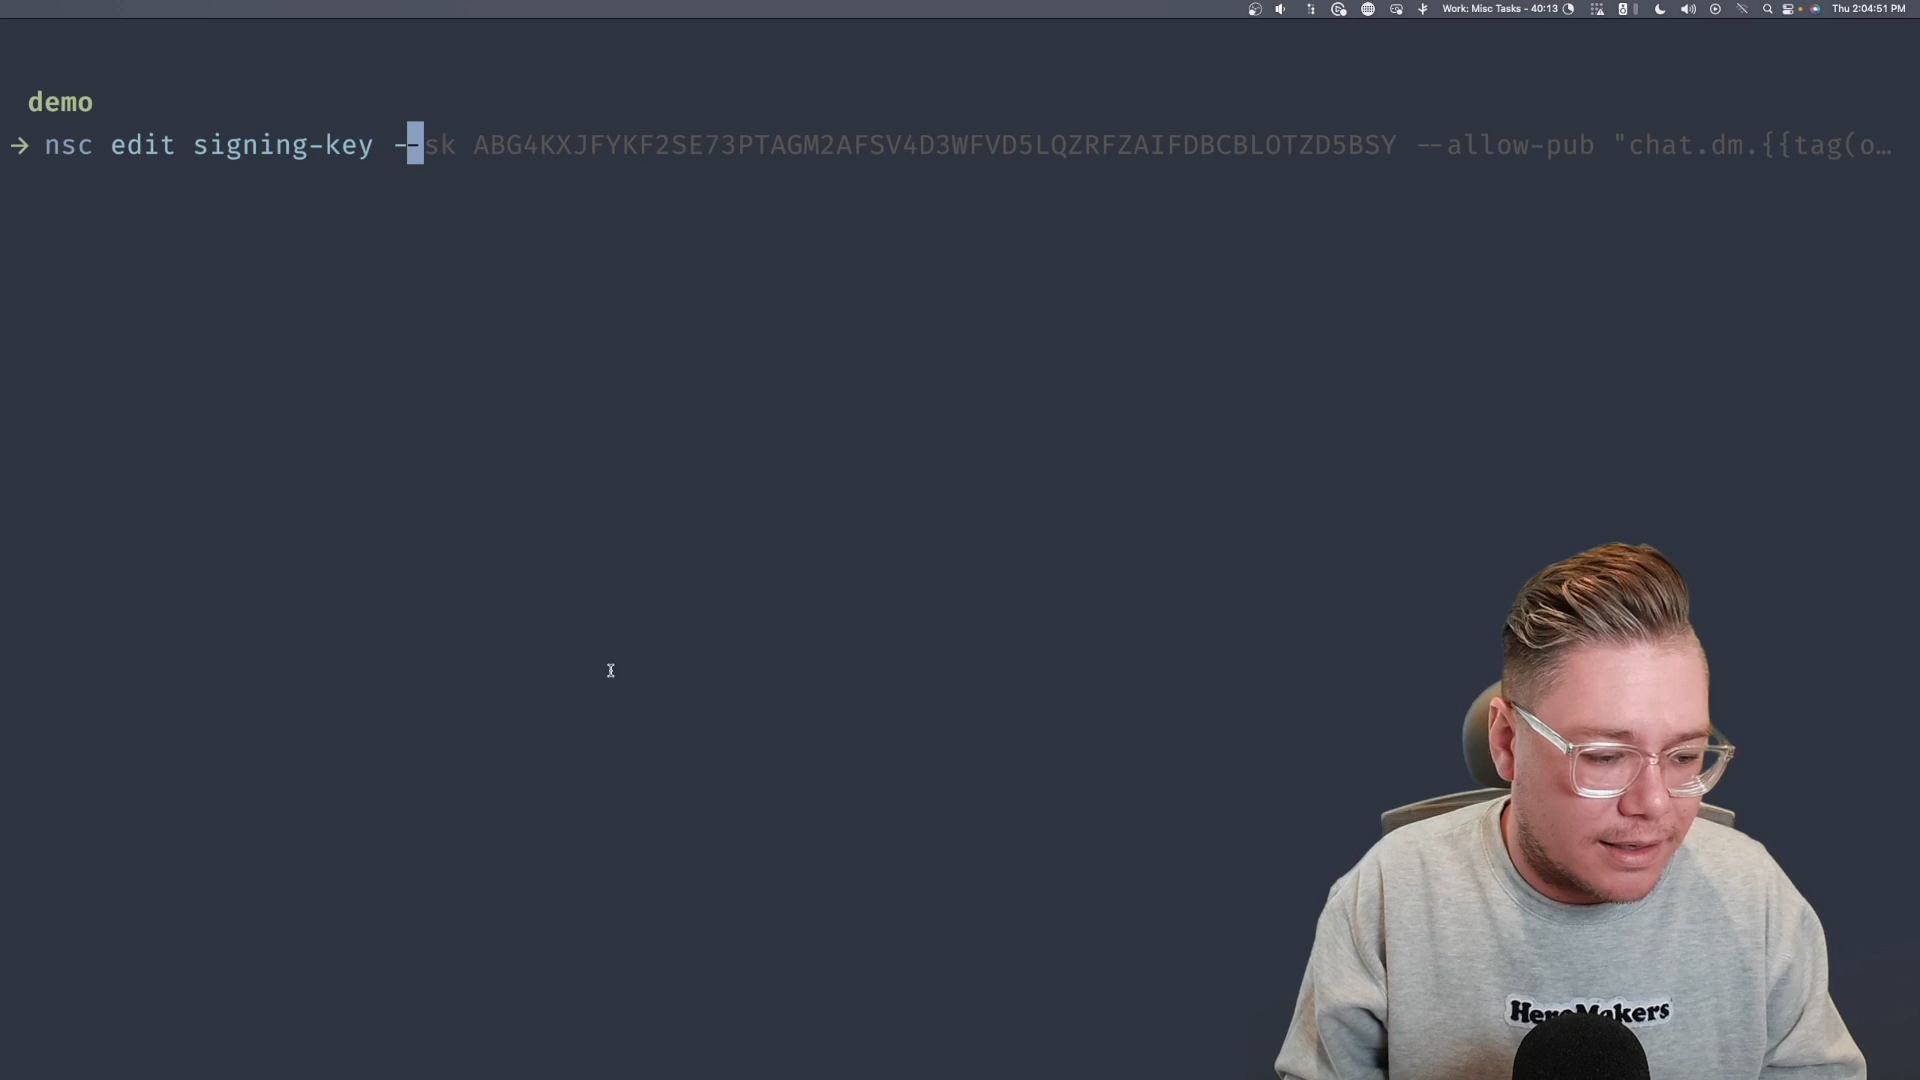 Work: Misc Tasks - 40:13
Thu 2:04:51 PM
demo
→ nsc edit signing-key --sk ABG4KXJFYKF2SE73PTAGM2AFSV4D3WFVD5LQZRFZAIFDBCBLOTZD5BSY --allow-pub "chat.dm.{{tag(o…
HeroMakers